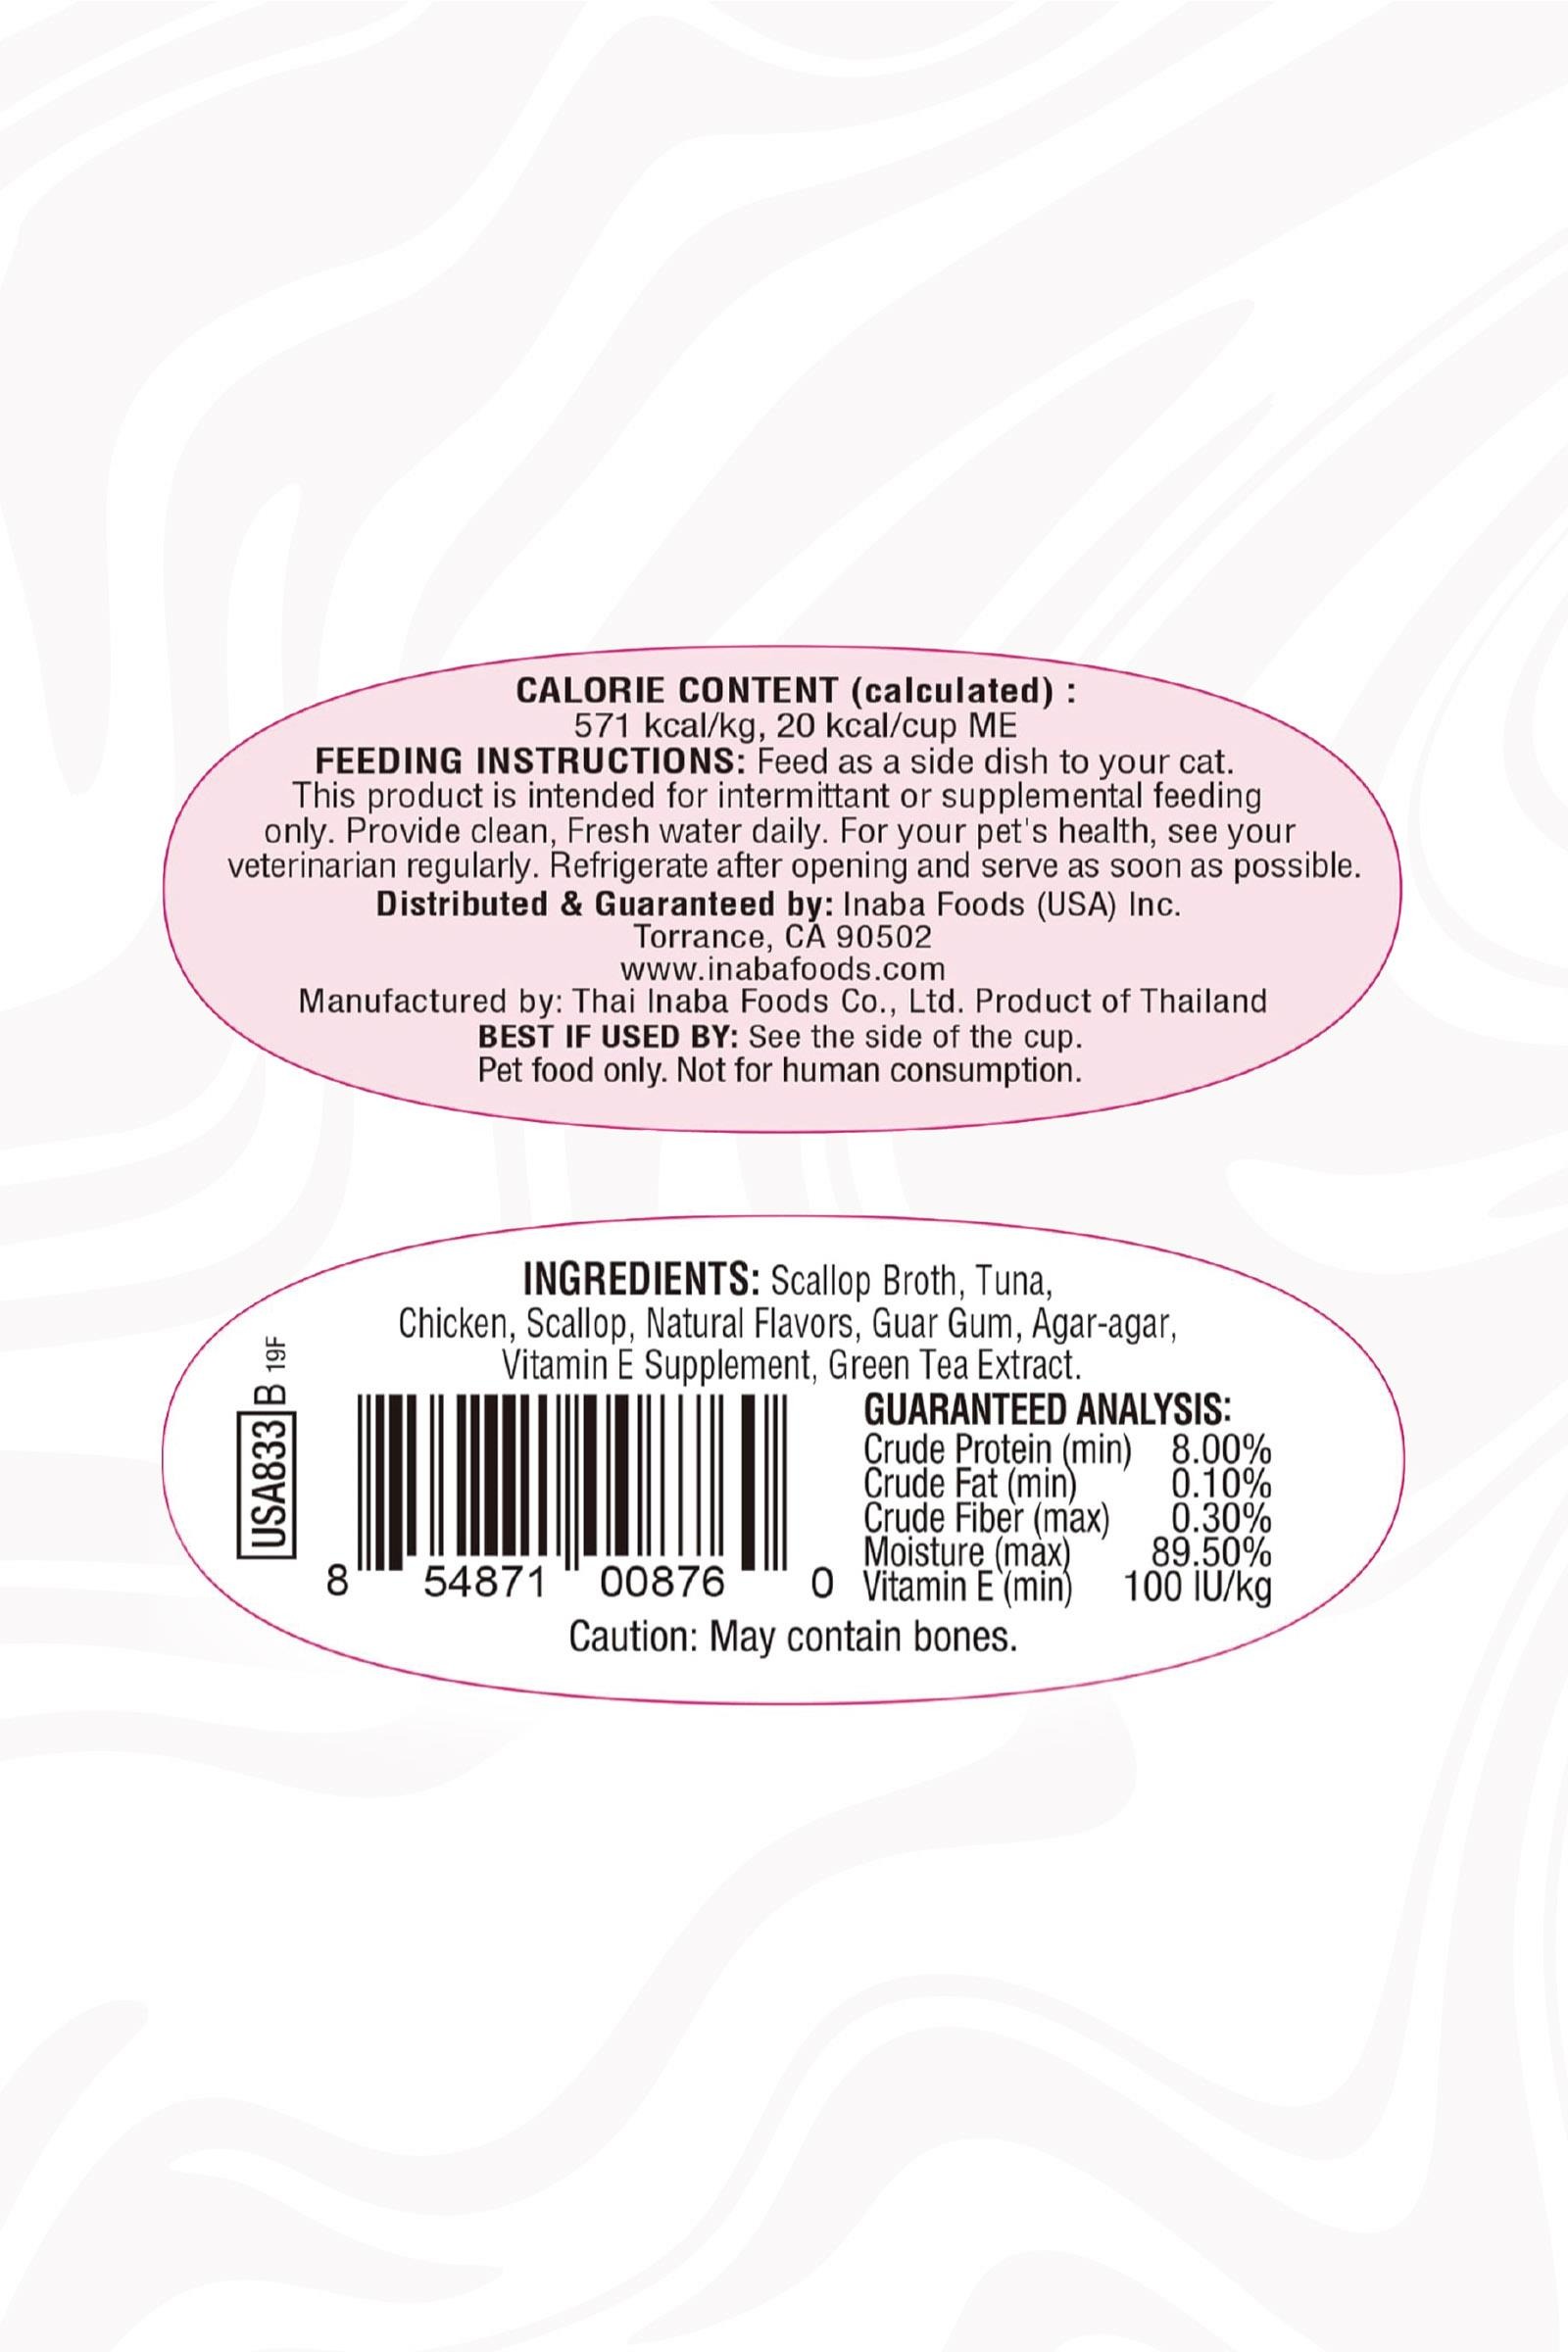 CALORIE CONTENT (calculated) :
571 kcal/kg, 20 kcal/cup ME
FEEDING INSTRUCTIONS: Feed as a side dish to your cat.
This product is intended for intermittant or supplemental feeding
only. Provide clean, Fresh water daily. For your pet's health, see your
veterinarian regularly. Refrigerate after opening and serve as soon as possible.
Distributed & Guaranteed by: Inaba Foods (USA) Inc.
Torrance, CA 90502
www.inabafoods.com
Manufactured by: Thai Inaba Foods Co., Ltd. Product of Thailand
BEST IF USED BY: See the side of the cup.
Pet food only. Not for human consumption.
INGREDIENTS: Scallop Broth, Tuna,
Chicken, Scallop, Natural Flavors, Guar Gum, Agar-agar,
Vitamin E Supplement, Green Tea Extract.
USA833 B 19F
8 54871 00876 0
GUARANTEED ANALYSIS:
Crude Protein (min) 8.00%
Crude Fat (min) 0.10%
Crude Fiber (max) 0.30%
Moisture (max) 89.50%
Vitamin E (min) 100 IU/kg
Caution: May contain bones.